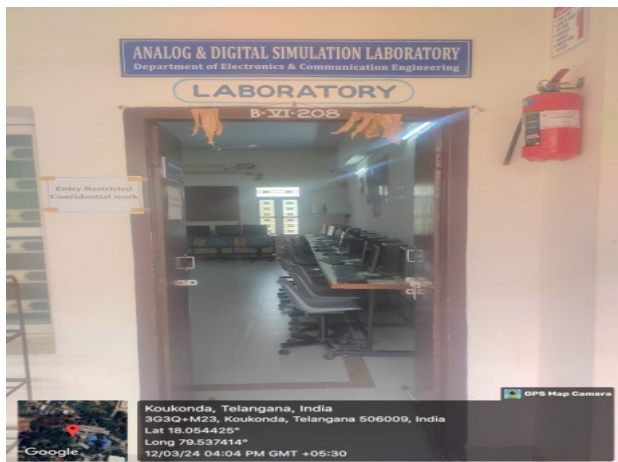 ANALOG & DIGITAL SIMULATION LABORATORY
Department of Electronics & Communication Engineering
LABORATORY
B-VI-208
Entry Restricted
Confidential work
GPS Map Camera
Koukonda, Telangana, India
3G3Q+M23, Koukonda, Telangana 506009, India
Lat 18.054425°
Long 79.537414°
12/03/24 04:04 PM GMT +05:30
Google